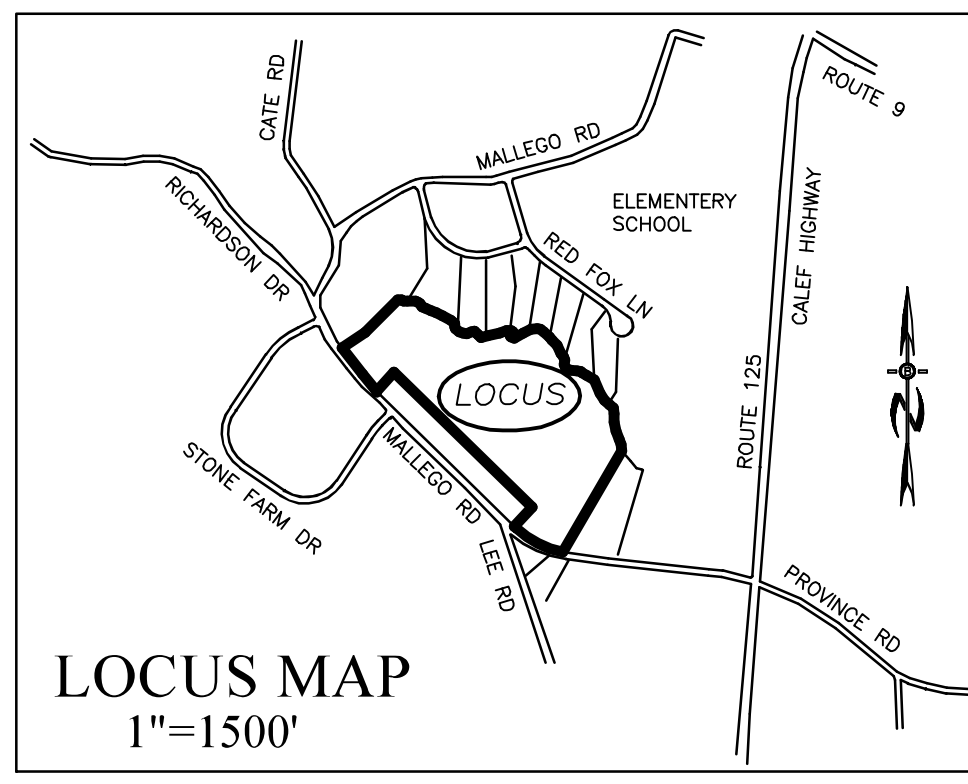 CATE RD
ROUTE 9
MALLEGO RD
RICHARDSON DR
ELEMENTERY
SCHOOL
CALEF HIGHWAY
RED FOX LN
ROUTE 125
LOCUS
B
N
STONE FARM DR
MALLEGO RD
LEE RD
PROVINCE RD
LOCUS MAP
1"=1500'